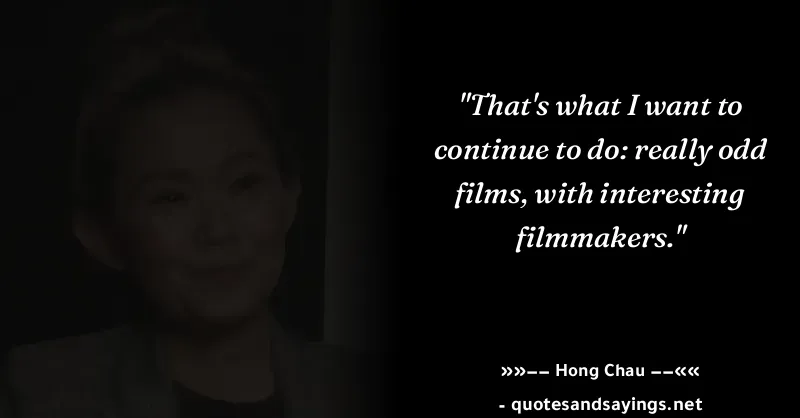 "That's what I want to
continue to do: really odd
films, with interesting
filmmakers."
»»−− Hong Chau −−««
- quotesandsayings.net